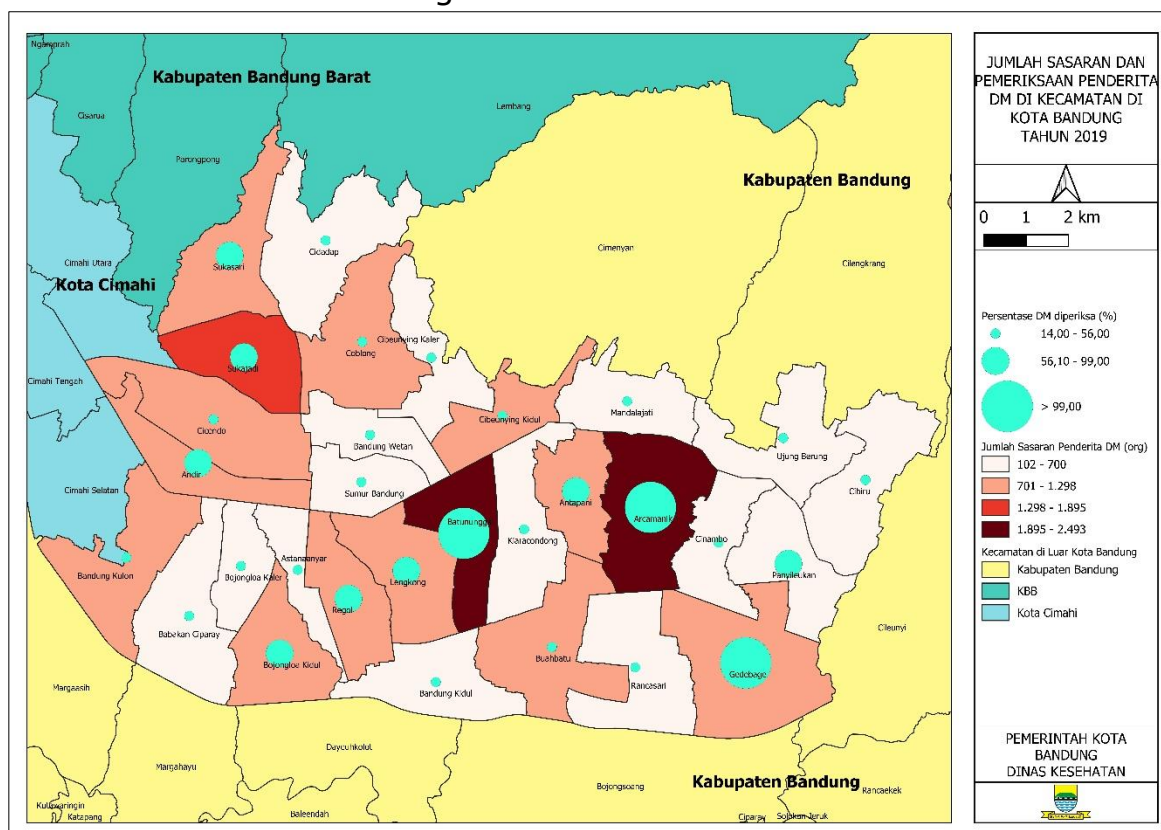 Ngamprah
Kabupaten Bandung Barat
Lembang
Cisarua
Parongpong
Kabupaten Bandung
Cimenyan
Cilengkrang
Cimahi Utara
Kota Cimahi
Sukasari
Cidadap
Cimahi Tengah
Sukajadi
Coblong
Cibeunying Kaler
Cicendo
Cibeunying Kidul
Mandalajati
Bandung Wetan
Ujung Berung
Andir
Cimahi Selatan
Sumur Bandung
Cibiru
Antapani
Arcamanik
Batunungg
Kiaracondong
Cinambo
Panyileukan
Bandung Kulon
Bojongloa Kaler
Astanaanyar
Lengkong
Regol
Babakan Ciparay
Bojongloa Kidul
Buahbatu
Gedebage
Cileunyi
Bandung Kidul
Rancasari
Margaasih
Margahayu
Dayeuhkolot
Bojongsoang
Kabupaten Bandung
Rancaekek
Kutawaringin
Katapang
Baleendah
Ciparay
Solokan Jeruk
JUMLAH SASARAN DAN
PEMERIKSAAN PENDERITA
DM DI KECAMATAN DI
KOTA BANDUNG
TAHUN 2019
0 1 2 km
Persentase DM diperiksa (%)
14,00 - 56,00
56,10 - 99,00
> 99,00
Jumlah Sasaran Penderita DM (org)
102 - 700
701 - 1.298
1.298 - 1.895
1.895 - 2.493
Kecamatan di Luar Kota Bandung
Kabupaten Bandung
KBB
Kota Cimahi
PEMERINTAH KOTA
BANDUNG
DINAS KESEHATAN